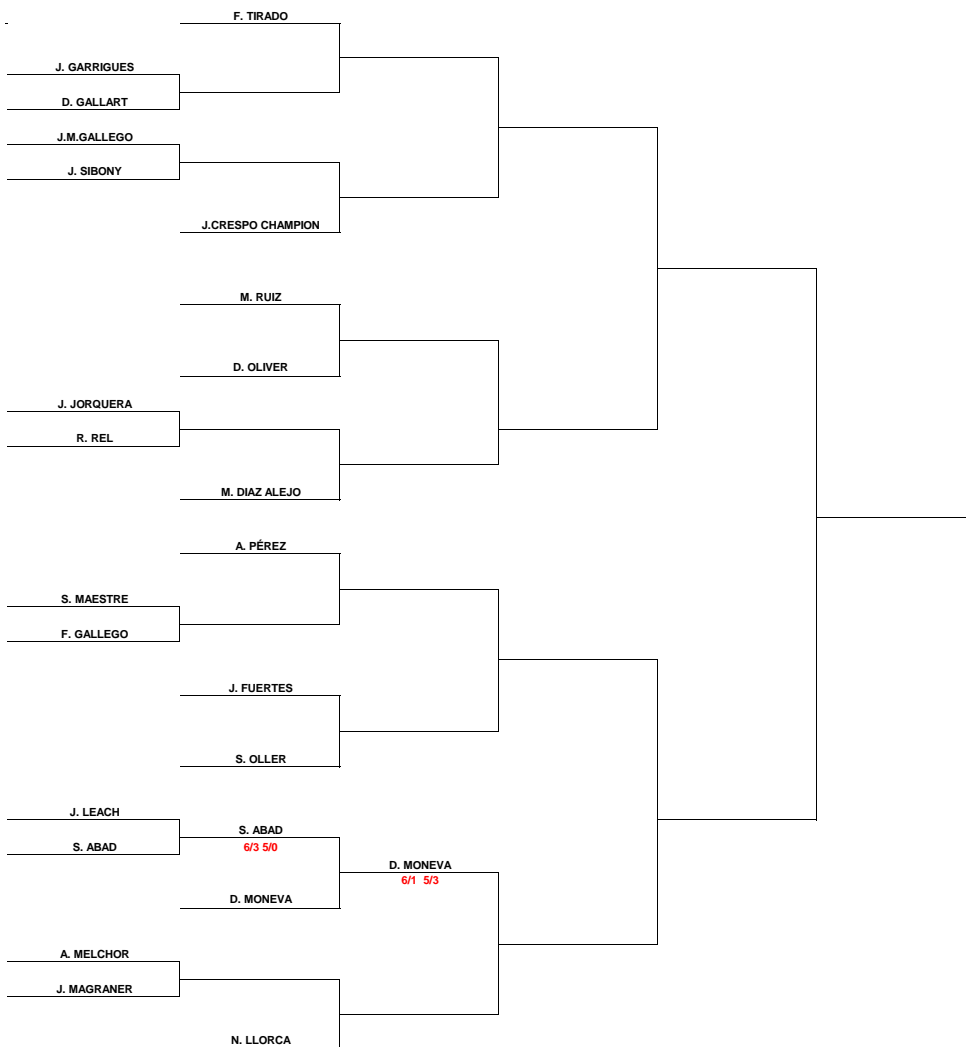 F. TIRADO
J. GARRIGUES
D. GALLART
J.M.GALLEGO
J. SIBONY
J.CRESPO CHAMPION
M. RUIZ
D. OLIVER
J. JORQUERA
R. REL
M. DIAZ ALEJO
A. PÉREZ
S. MAESTRE
F. GALLEGO
J. FUERTES
S. OLLER
J. LEACH
S. ABAD
S. ABAD
6/3 5/0
D. MONEVA
6/1 5/3
D. MONEVA
A. MELCHOR
J. MAGRANER
N. LLORCA